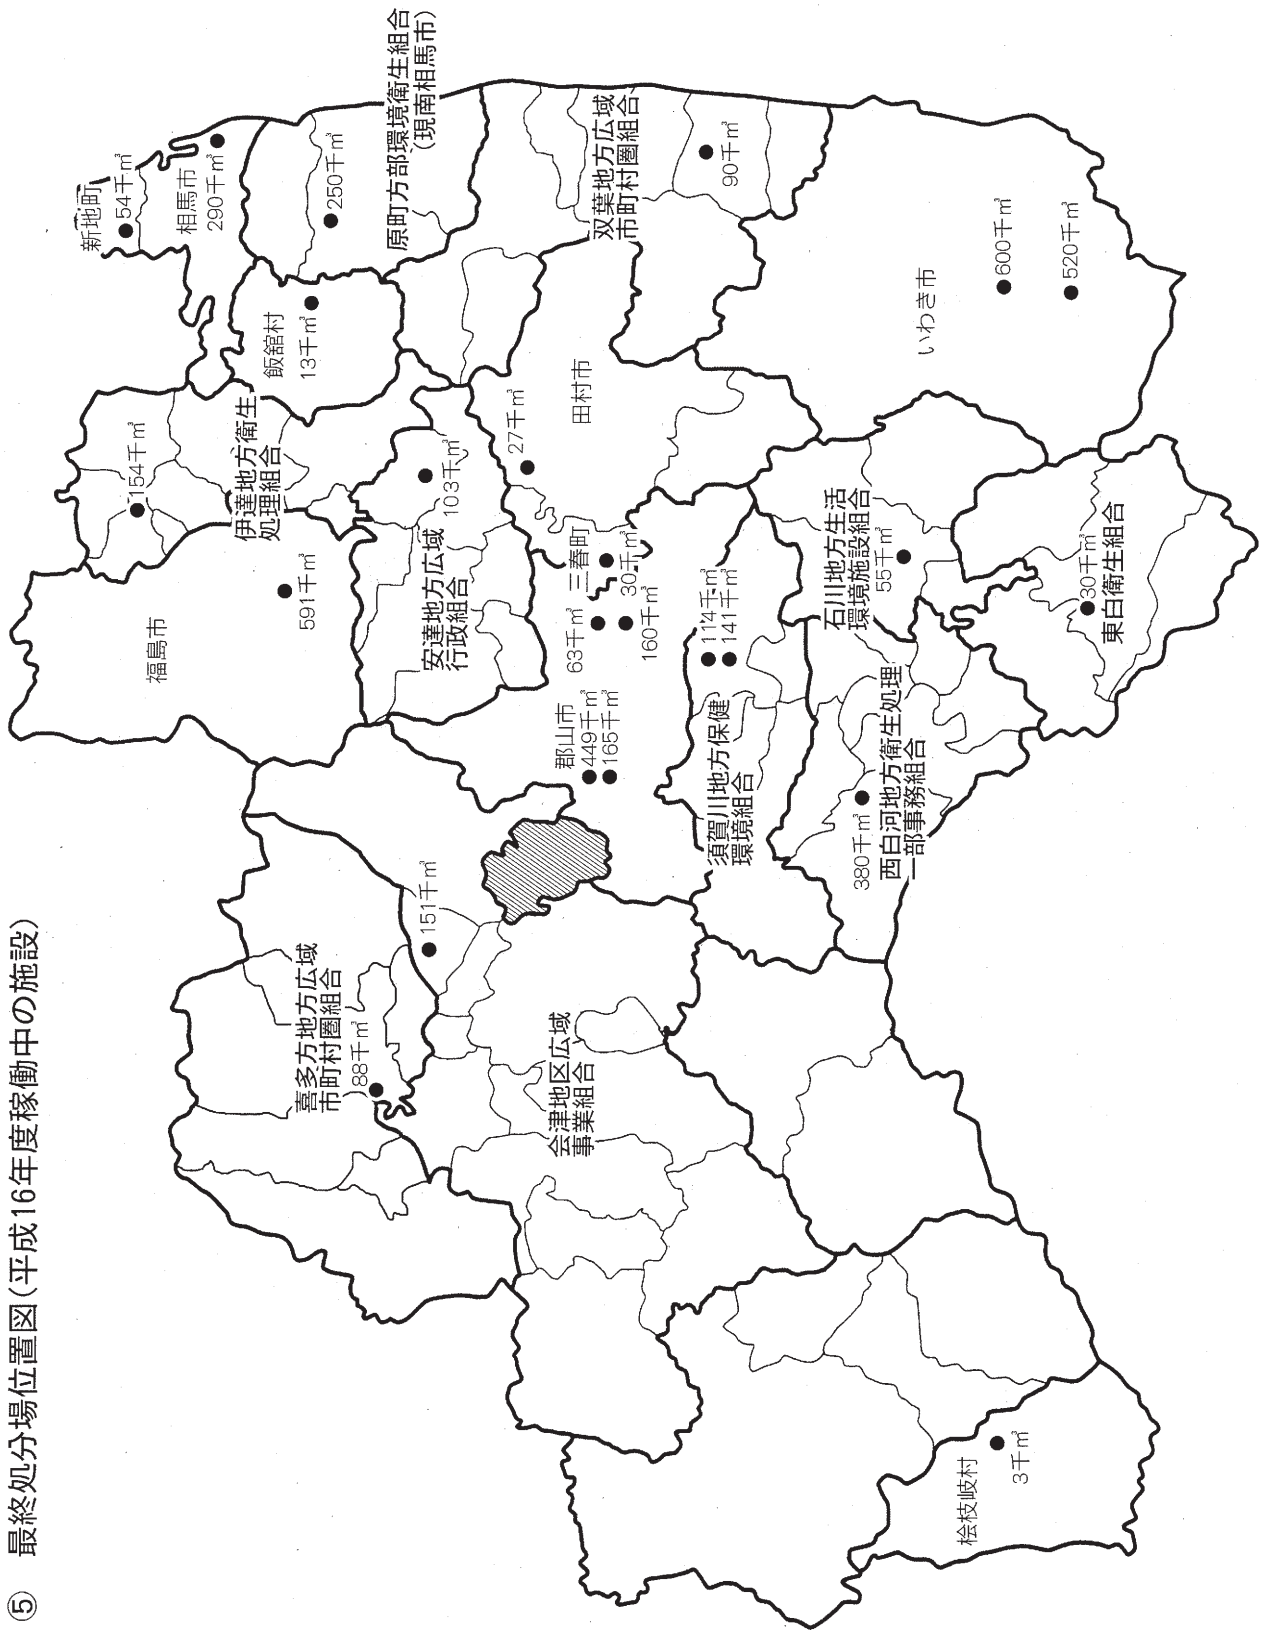 ⑤ 最終処分場位置図(平成16年度稼働中の施設)
新地町
54千㎥
相馬市
290千㎥
250千㎥
原町方部環境衛生組合
(現南相馬市)
飯舘村
13千㎥
154千㎥
伊達地方衛生
処理組合
福島市
591千㎥
103千㎥
安達地方広域
行政組合
27千㎥
田村市
双葉地方広域
市町村圏組合
90千㎥
三春町
30千㎥
63千㎥
160千㎥
郡山市
449千㎥
165千㎥
114千㎥
141千㎥
須賀川地方保健
環境組合
石川地方生活
環境施設組合
55千㎥
いわき市
600千㎥
520千㎥
30千㎥
東白衛生組合
380千㎥
西白河地方衛生処理
一部事務組合
喜多方地方広域
市町村圏組合
88千㎥
151千㎥
会津地区広域
事業組合
桧枝岐村
3千㎥